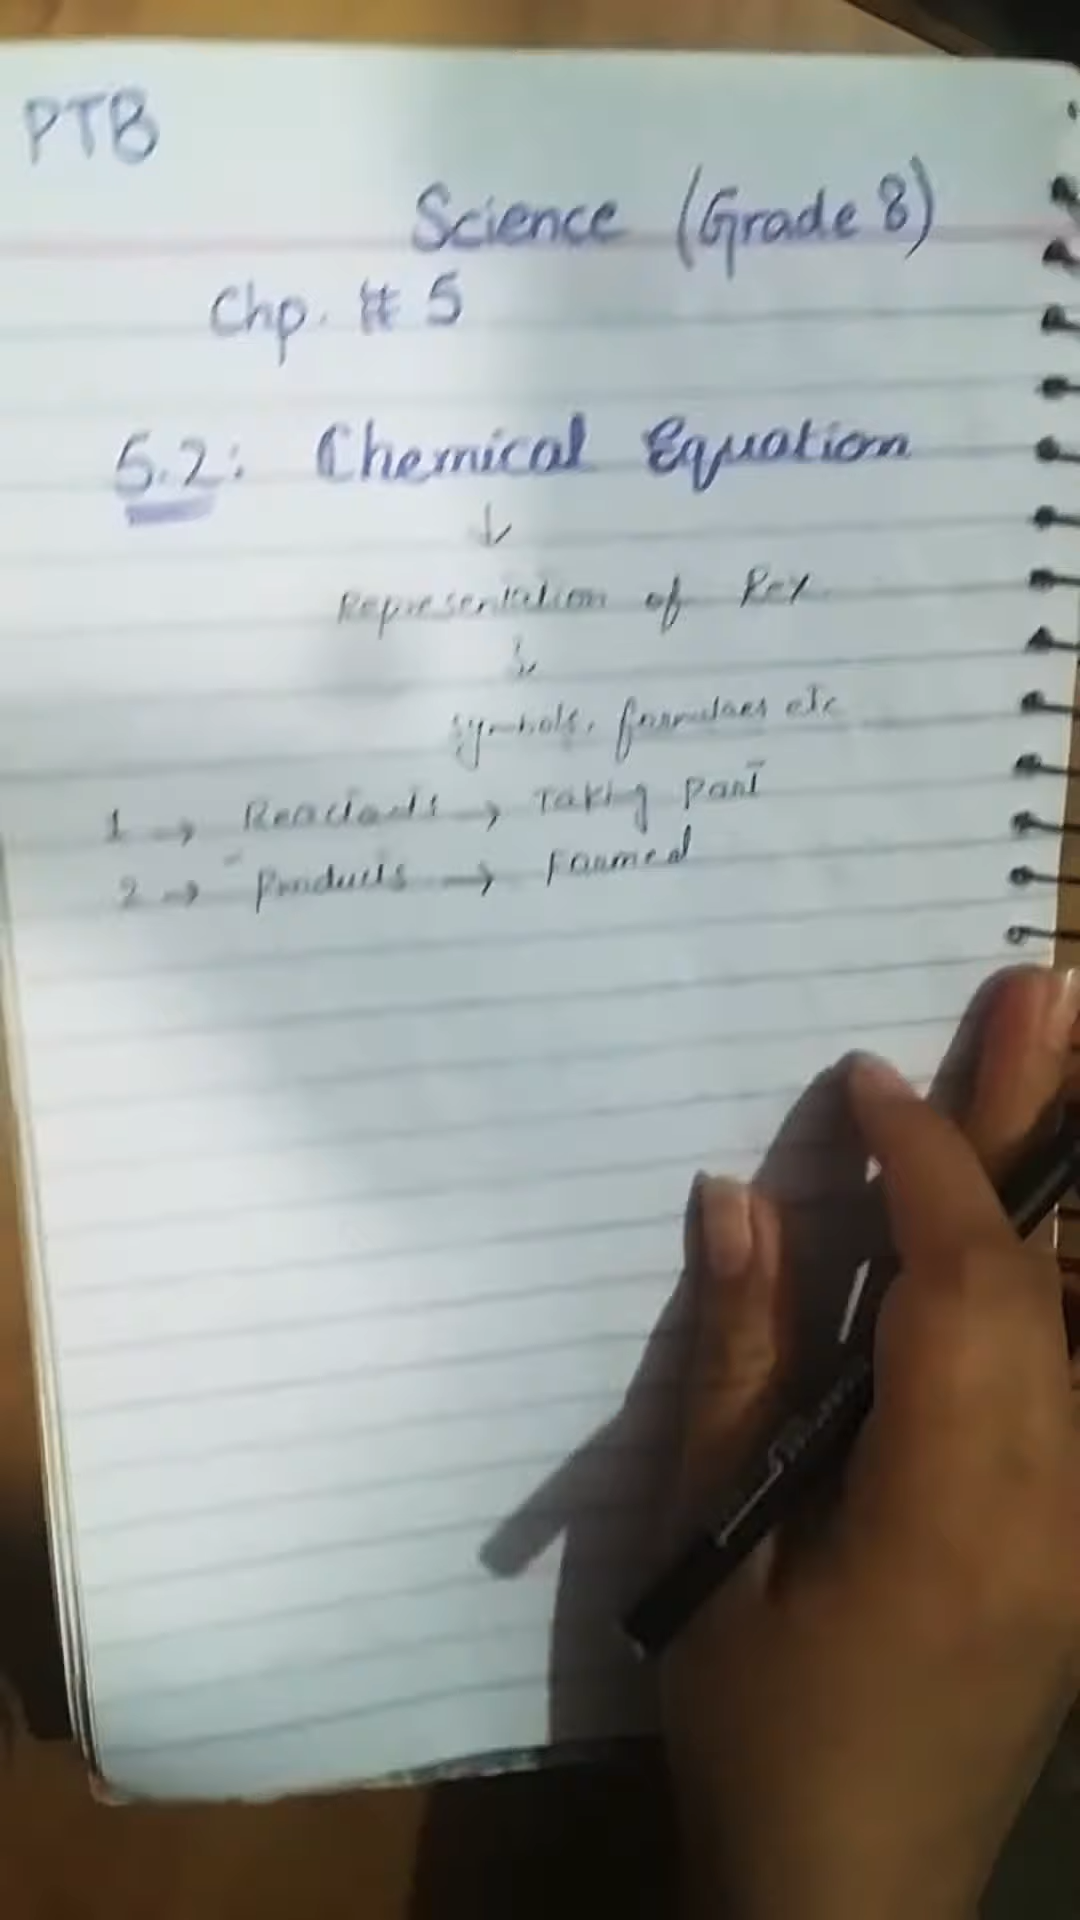 PTB
Science (Grade 8)
Chp. # 5
5.2: Chemical Equation
↓
Representation of Rex.
↓
symbols, formulaes etc
1 → Reactants → Taking Part
2 → Products → Formed